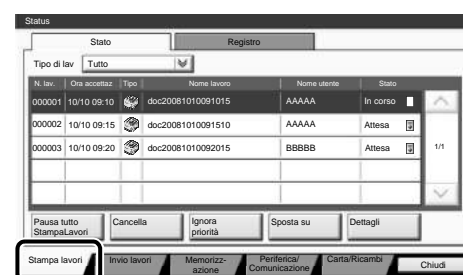 Status
Stato Registro
Tipo di lav Tutto
N. lav. Ora accettaz Tipo Nome lavoro Nome utente Stato
000001 10/10 09:10 doc20081010091015 AAAAA In corso
000002 10/10 09:15 doc20081010091510 AAAAA Attesa
000003 10/10 09:20 doc20081010092015 BBBBB Attesa 1/1
Pausa tutto StampaLavori Cancella Ignora priorità Sposta su Dettagli
Stampa lavori Invio lavori Memorizz-azione Periferica/Comunicazione Carta/Ricambi Chiudi